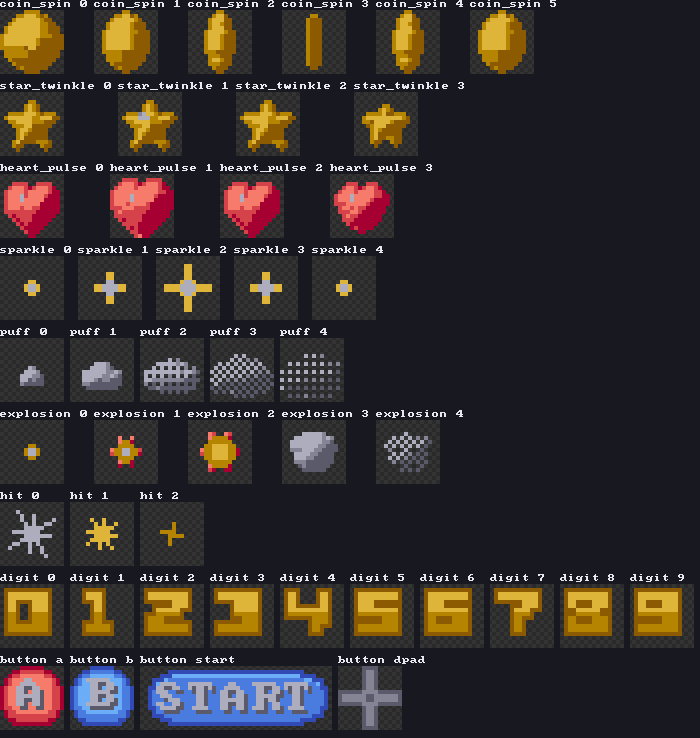 coin_spin 0 coin_spin 1 coin_spin 2 coin_spin 3 coin_spin 4 coin_spin 5
star_twinkle 0 star_twinkle 1 star_twinkle 2 star_twinkle 3
heart_pulse 0 heart_pulse 1 heart_pulse 2 heart_pulse 3
sparkle 0 sparkle 1 sparkle 2 sparkle 3 sparkle 4
puff 0 puff 1 puff 2 puff 3 puff 4
explosion 0 explosion 1 explosion 2 explosion 3 explosion 4
hit 0 hit 1 hit 2
digit 0 digit 1 digit 2 digit 3 digit 4 digit 5 digit 6 digit 7 digit 8 digit 9
0 1 2 3 4 5 6 7 8 9
button a button b button start button dpad
A B START